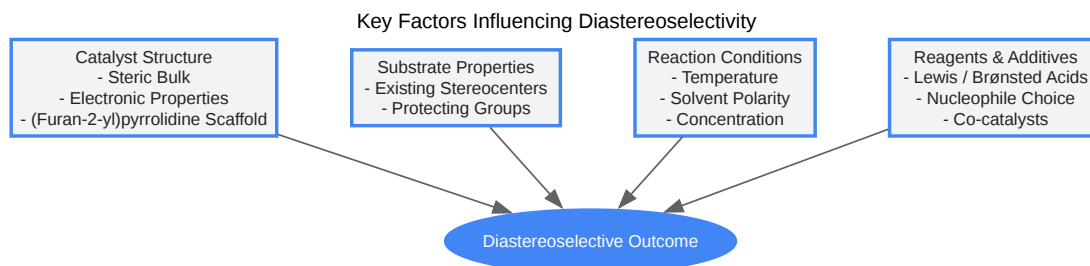 Key Factors Influencing Diastereoselectivity
Catalyst Structure
- Steric Bulk
- Electronic Properties
- (Furan-2-yl)pyrrolidine Scaffold
Substrate Properties
- Existing Stereocenters
- Protecting Groups
Reaction Conditions
- Temperature
- Solvent Polarity
- Concentration
Reagents & Additives
- Lewis / Brønsted Acids
- Nucleophile Choice
- Co-catalysts
Diastereoselective Outcome